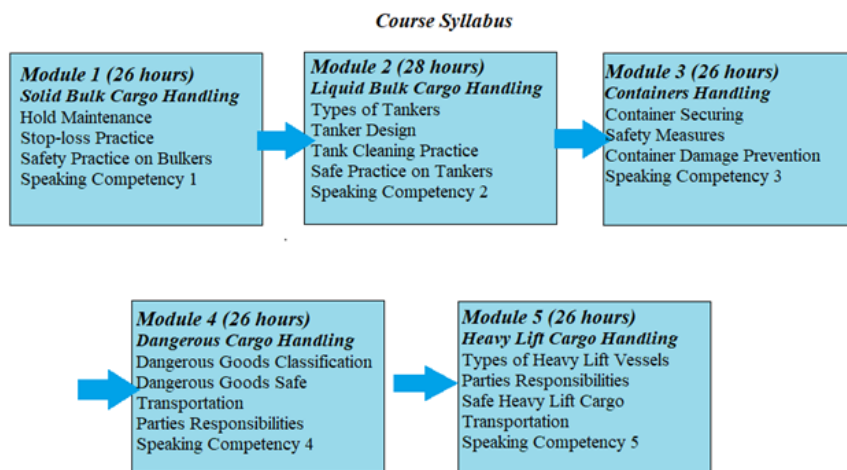 Course Syllabus
Module 1 (26 hours)
Solid Bulk Cargo Handling
Hold Maintenance
Stop-loss Practice
Safety Practice on Bulkers
Speaking Competency 1
Module 2 (28 hours)
Liquid Bulk Cargo Handling
Types of Tankers
Tanker Design
Tank Cleaning Practice
Safe Practice on Tankers
Speaking Competency 2
Module 3 (26 hours)
Containers Handling
Container Securing
Safety Measures
Container Damage Prevention
Speaking Competency 3
Module 4 (26 hours)
Dangerous Cargo Handling
Dangerous Goods Classification
Dangerous Goods Safe
Transportation
Parties Responsibilities
Speaking Competency 4
Module 5 (26 hours)
Heavy Lift Cargo Handling
Types of Heavy Lift Vessels
Parties Responsibilities
Safe Heavy Lift Cargo
Transportation
Speaking Competency 5